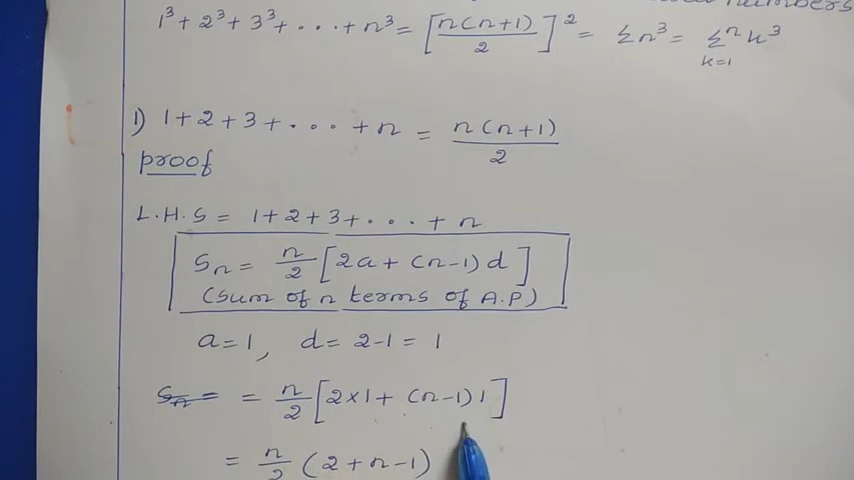 numbers
1³ + 2³ + 3³ + . . . + n³ = [n(n+1)/2]² = Σn³ = Σⁿₖ₌₁ k³
1) 1 + 2 + 3 + . . . . + n = n(n+1)/2
proof
L.H.S = 1 + 2 + 3 + . . . + n
Sn = n/2 [2a + (n-1) d]
(sum of n terms of A.P)
a = 1, d = 2-1 = 1
Sn = = n/2 [2×1 + (n-1) 1]
= n/2 (2 + n - 1)